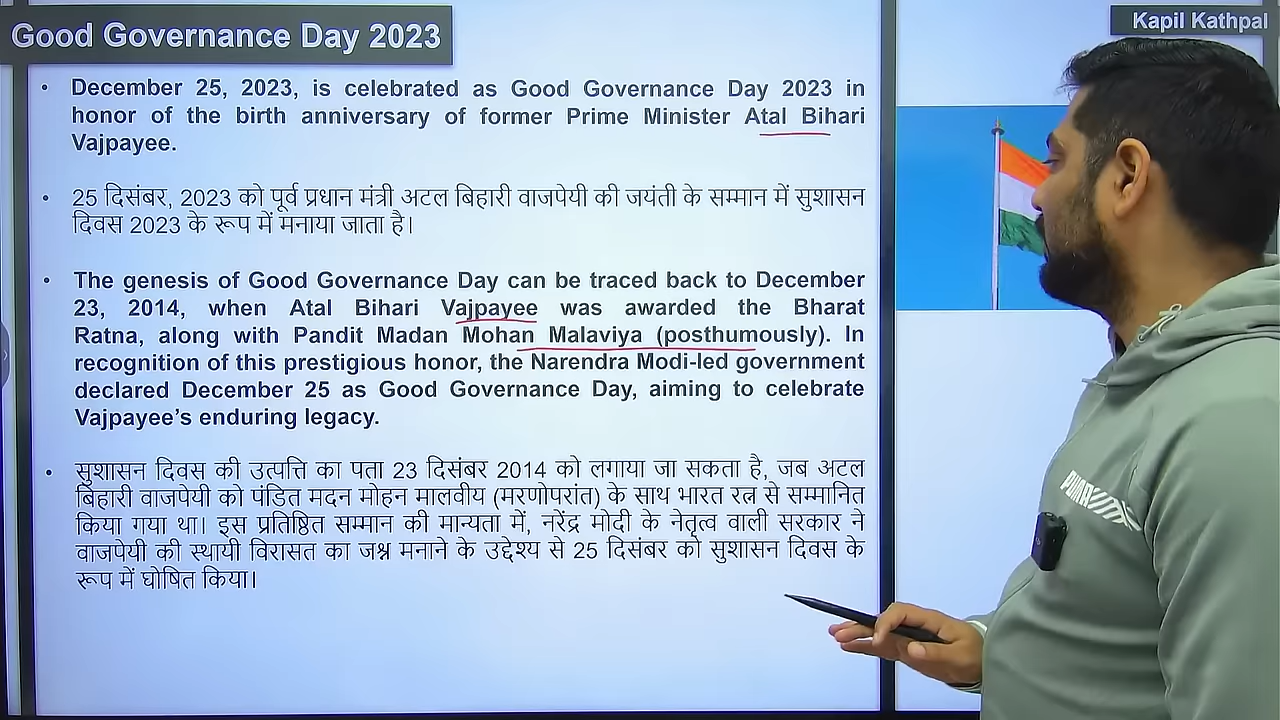 Good Governance Day 2023
Kapil Kathpal
• December 25, 2023, is celebrated as Good Governance Day 2023 in
honor of the birth anniversary of former Prime Minister Atal Bihari
Vajpayee.
• 25 दिसंबर, 2023 को पूर्व प्रधान मंत्री अटल बिहारी वाजपेयी की जयंती के सम्मान में सुशासन
दिवस 2023 के रूप में मनाया जाता है।
• The genesis of Good Governance Day can be traced back to December
23, 2014, when Atal Bihari Vajpayee was awarded the Bharat
Ratna, along with Pandit Madan Mohan Malaviya (posthumously). In
recognition of this prestigious honor, the Narendra Modi-led government
declared December 25 as Good Governance Day, aiming to celebrate
Vajpayee’s enduring legacy.
• सुशासन दिवस की उत्पत्ति का पता 23 दिसंबर 2014 को लगाया जा सकता है, जब अटल
बिहारी वाजपेयी को पंडित मदन मोहन मालवीय (मरणोपरांत) के साथ भारत रत्न से सम्मानित
किया गया था। इस प्रतिष्ठित सम्मान की मान्यता में, नरेंद्र मोदी के नेतृत्व वाली सरकार ने
वाजपेयी की स्थायी विरासत का जश्न मनाने के उद्देश्य से 25 दिसंबर को सुशासन दिवस के
रूप में घोषित किया।
PUMA